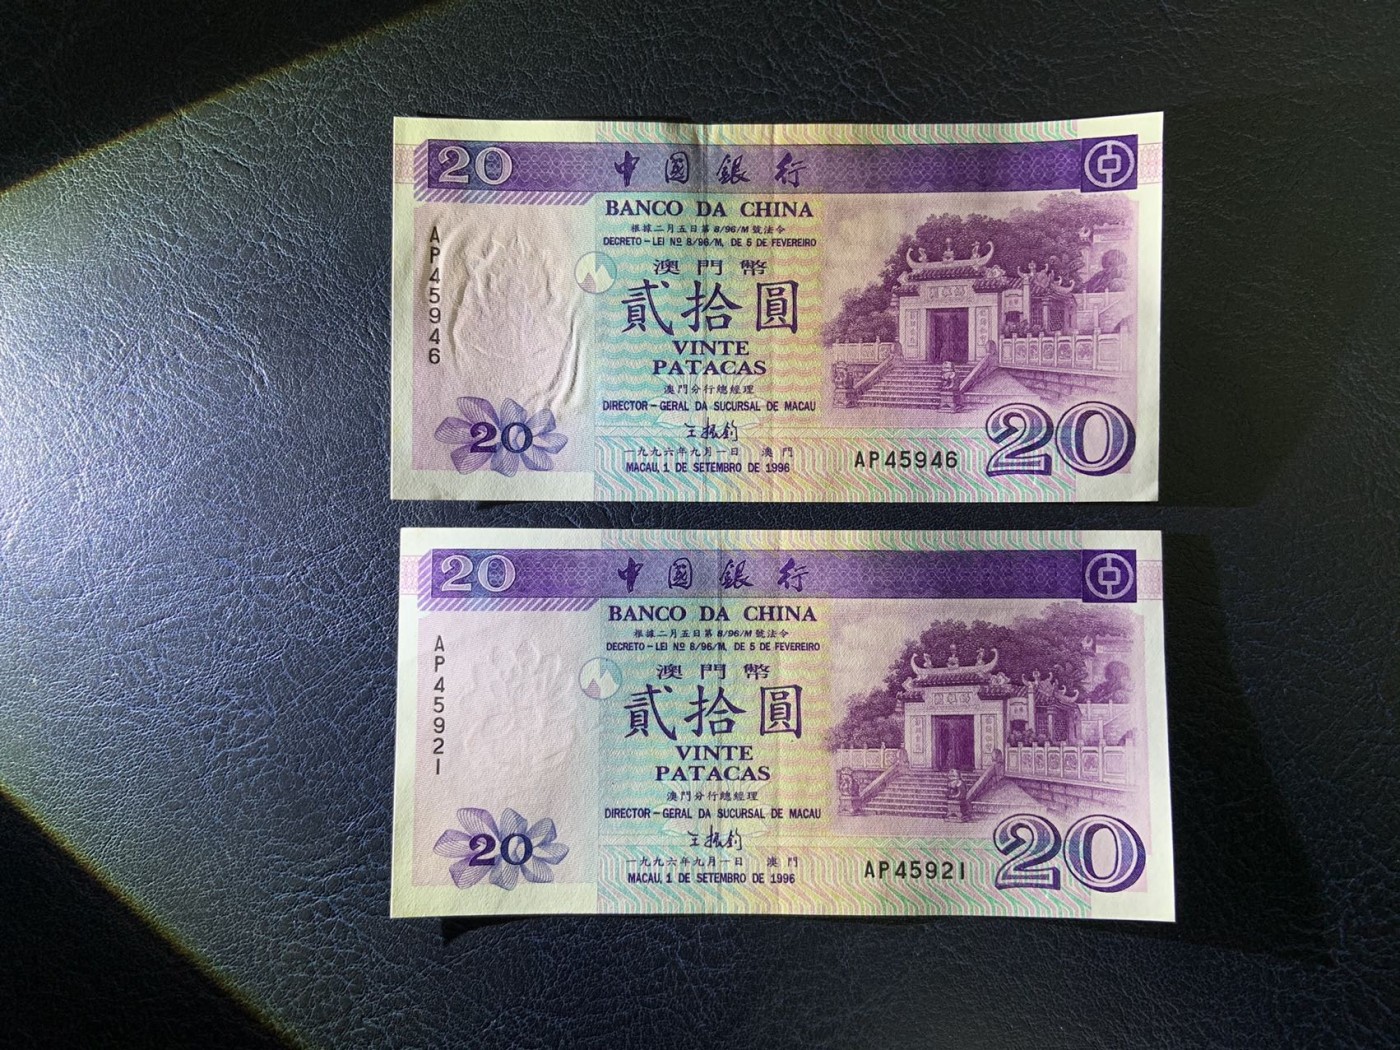 20
中國銀行
BANCO DA CHINA
根據二月五日第8/96/M號法令
DECRETO-LEI Nº 8/96/M, DE 5 DE FEVEREIRO
AP45946
澳門幣
貳拾圓
VINTE
PATACAS
澳門分行總經理
DIRECTOR-GERAL DA SUCURSAL DE MACAU
王振鈞
20
一九九六年九月一日 澳門
MACAU, 1 DE SETEMBRO DE 1996
AP45946
20
20
中國銀行
BANCO DA CHINA
根據二月五日第8/96/M號法令
DECRETO-LEI Nº 8/96/M, DE 5 DE FEVEREIRO
AP45921
澳門幣
貳拾圓
VINTE
PATACAS
澳門分行總經理
DIRECTOR-GERAL DA SUCURSAL DE MACAU
王振鈞
20
一九九六年九月一日 澳門
MACAU, 1 DE SETEMBRO DE 1996
AP45921
20